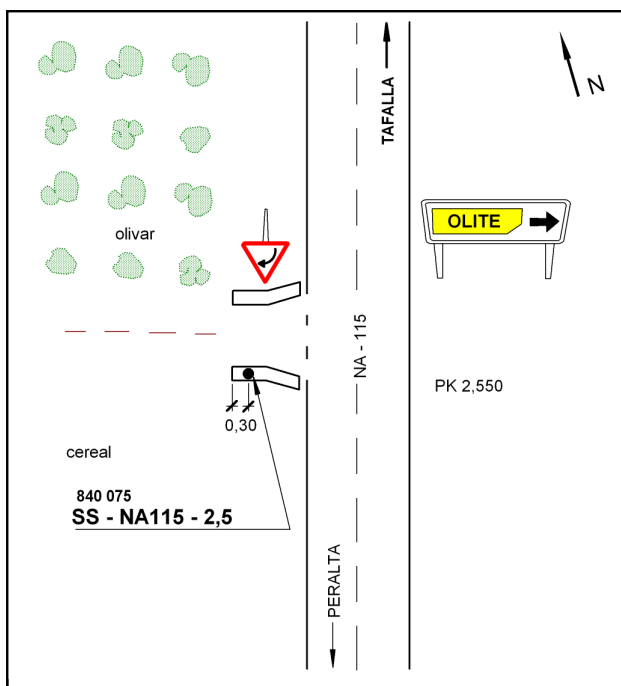 TAFALLA
N
OLITE
olivar
NA - 115
PK 2,550
0,30
cereal
840 075
SS - NA115 - 2,5
PERALTA